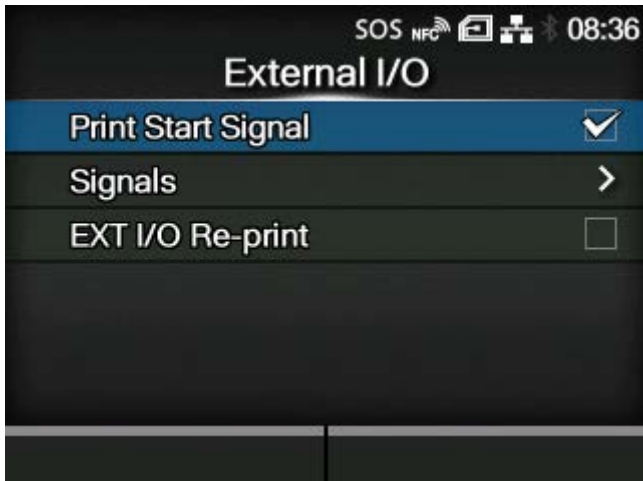 SOS NFC 08:36
External I/O
Print Start Signal
Signals
EXT I/O Re-print